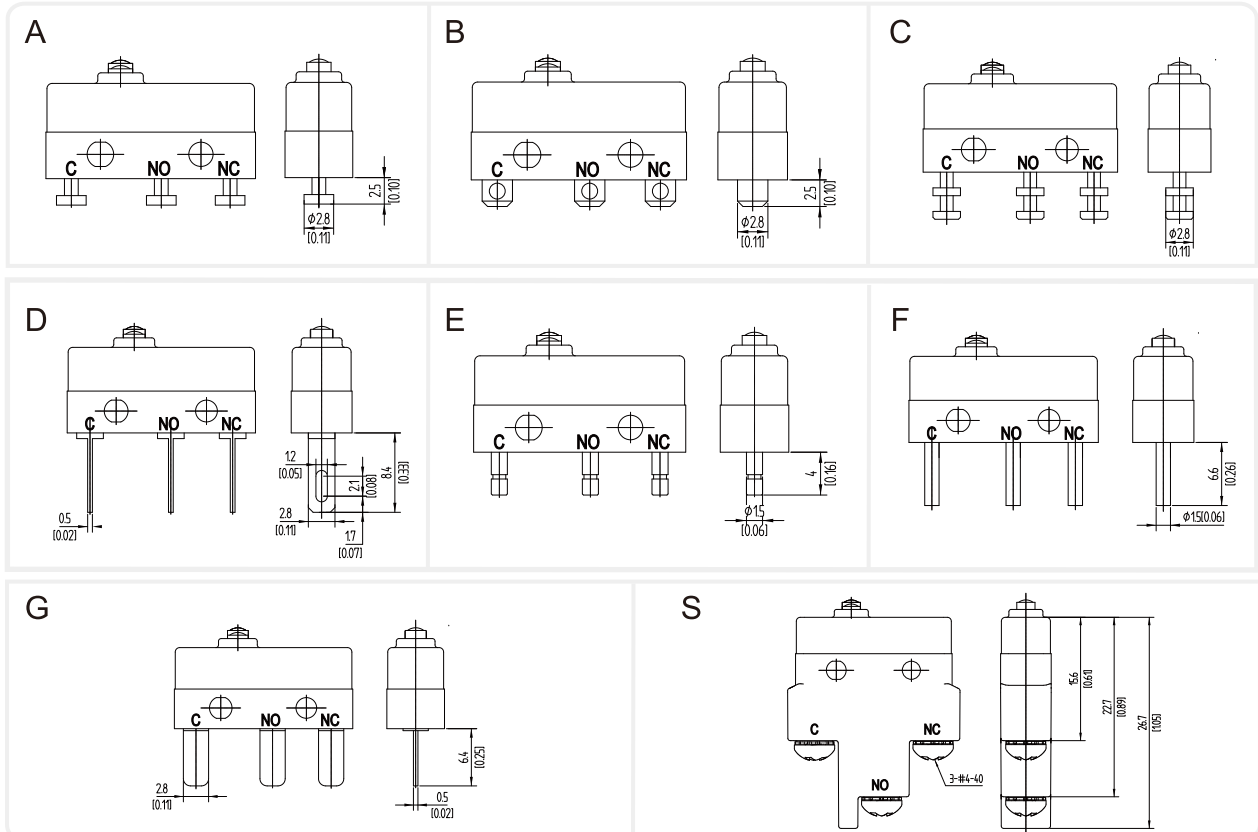 A
C NO NC
2.5
[0.10]
ϕ2.8
[0.11]
B
C NO NC
2.5
[0.10]
ϕ2.8
[0.11]
C
C NO NC
ϕ2.8
[0.11]
D
C NO NC
0.5
[0.02]
1.2
[0.05]
2.1
[0.08]
8.4
[0.33]
2.8
[0.11]
1.7
[0.07]
E
C NO NC
4
[0.16]
ϕ1.5
[0.06]
F
C NO NC
6.6
[0.26]
ϕ1.5[0.06]
G
C NO NC
2.8
[0.11]
6.4
[0.25]
0.5
[0.02]
S
C NC
NO
3-#4-40
15.6
[0.61]
22.7
[0.89]
26.7
[1.05]